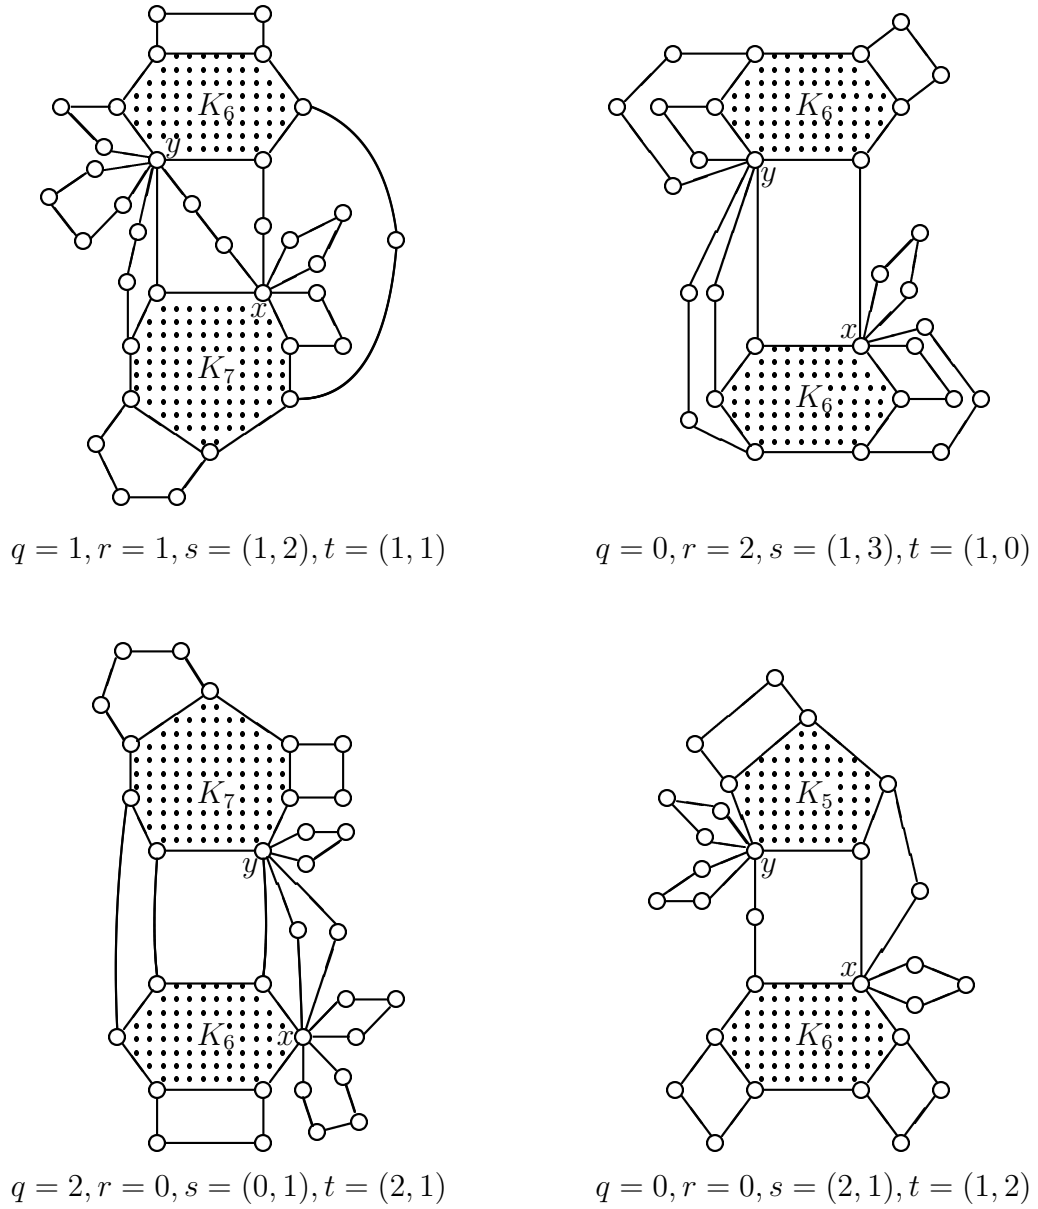 K₆
y
x
K₇
q = 1, r = 1, s = (1, 2), t = (1, 1)
K₆
y
x
K₆
q = 0, r = 2, s = (1, 3), t = (1, 0)
K₇
y
K₆
x
q = 2, r = 0, s = (0, 1), t = (2, 1)
K₅
y
x
K₆
q = 0, r = 0, s = (2, 1), t = (1, 2)